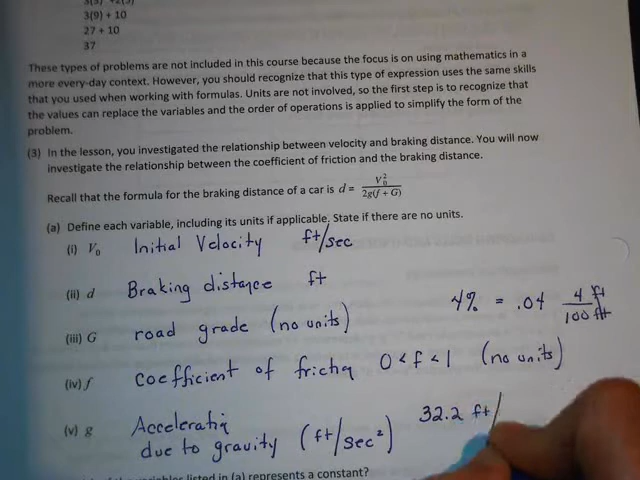 3(9) + 10
27 + 10
37
These types of problems are not included in this course because the focus is on using mathematics in a
more every-day context. However, you should recognize that this type of expression uses the same skills
that you used when working with formulas. Units are not involved, so the first step is to recognize that
the values can replace the variables and the order of operations is applied to simplify the form of the
problem.
(3) In the lesson, you investigated the relationship between velocity and braking distance. You will now
investigate the relationship between the coefficient of friction and the braking distance.
Recall that the formula for the braking distance of a car is d = V₀² / 2g(f + G)
(a) Define each variable, including its units if applicable. State if there are no units.
(i) V₀ Initial Velocity ft/sec
(ii) d Braking distance ft
4% = .04 4 ft / 100 ft
(iii) G road grade (no units)
(iv) f coefficient of 0 < f < 1 (no units)
(v) g
due to gravity (ft/sec²) 32.2 ft/
listed in (a) represents a constant?